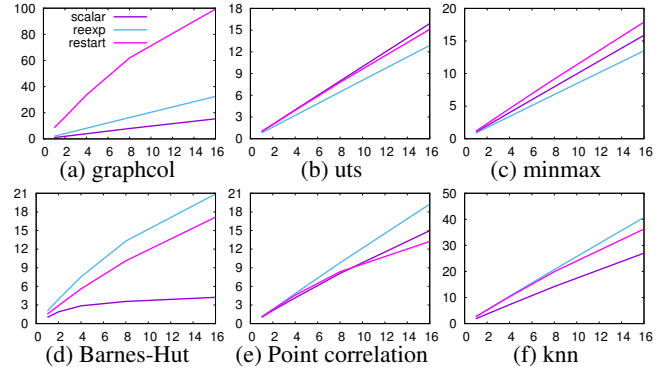 scalar
reexp
restart
100
80
60
40
20
0
0 2 4 6 8 10 12 14 16
(a) graphcol
18
15
12
9
6
3
0
0 2 4 6 8 10 12 14 16
(b) uts
20
15
10
5
0
0 2 4 6 8 10 12 14 16
(c) minmax
21
18
15
12
9
6
3
0
0 2 4 6 8 10 12 14 16
(d) Barnes-Hut
21
18
15
12
9
6
3
0
0 2 4 6 8 10 12 14 16
(e) Point correlation
50
40
30
20
10
0
0 2 4 6 8 10 12 14 16
(f) knn